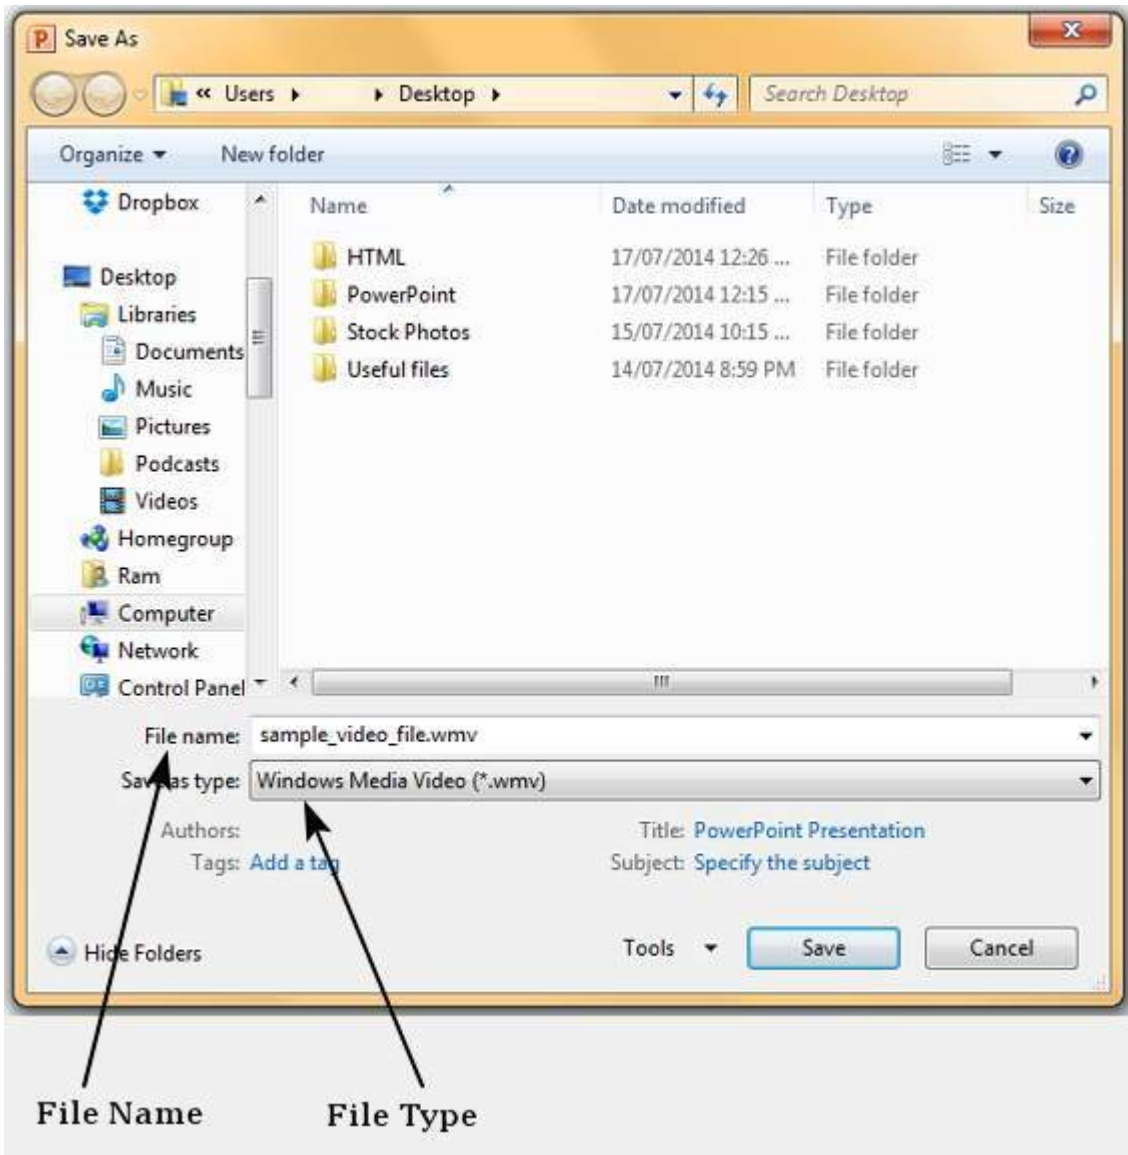 Save As
« Users Desktop Search Desktop
Organize New folder
Dropbox
Desktop
Libraries
Documents
Music
Pictures
Podcasts
Videos
Homegroup
Ram
Computer
Network
Control Panel
Name Date modified Type Size
HTML 17/07/2014 12:26 ... File folder
PowerPoint 17/07/2014 12:15 ... File folder
Stock Photos 15/07/2014 10:15 ... File folder
Useful files 14/07/2014 8:59 PM File folder
File name: sample_video_file.wmv
Save as type: Windows Media Video (*.wmv)
Authors: Title: PowerPoint Presentation
Tags: Add a tag Subject: Specify the subject
Hide Folders Tools Save Cancel
File Name File Type